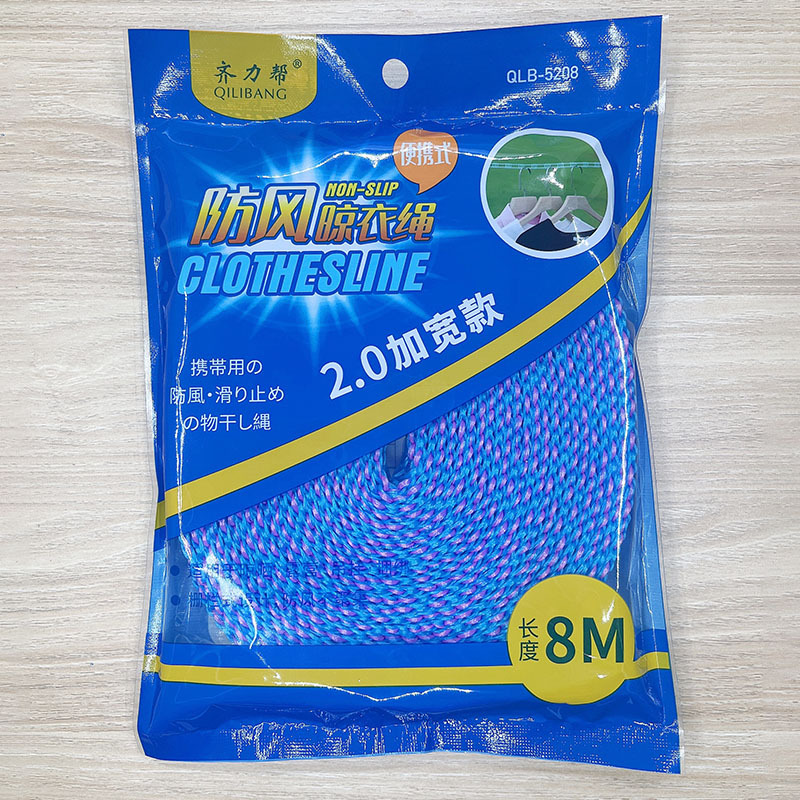 齐力帮®
QILIBANG
QLB-5208
便携式
NON-SLIP
防风晾衣绳
CLOTHESLINE
2.0加宽款
携帯用の
防風・滑り止め
の物干し縄
长度 8M